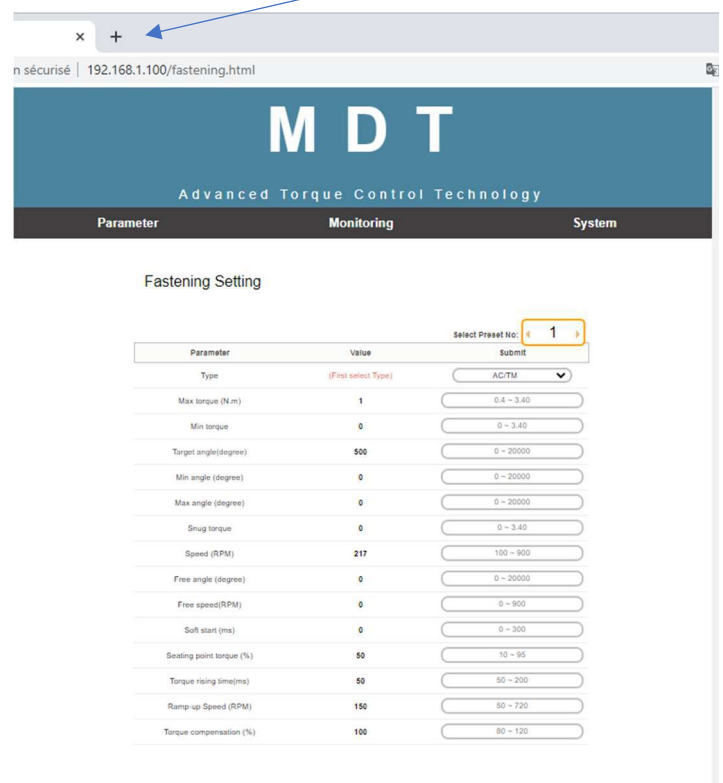 × +
n sécurisé | 192.168.1.100/fastening.html
M D T
Advanced Torque Control Technology
Parameter Monitoring System
Fastening Setting
Select Preset No: 1
Parameter Value Submit
Type (First select Type) AC/TM
Max torque (N.m) 1 0.4 ~ 3.40
Min torque 0 0 ~ 3.40
Target angle(degree) 500 0 ~ 20000
Min angle (degree) 0 0 ~ 20000
Max angle (degree) 0 0 ~ 20000
Snug torque 0 0 ~ 3.40
Speed (RPM) 217 100 ~ 900
Free angle (degree) 0 0 ~ 20000
Free speed(RPM) 0 0 ~ 900
Soft start (ms) 0 0 ~ 300
Seating point torque (%) 50 10 ~ 95
Torque rising time(ms) 50 50 ~ 200
Ramp-up Speed (RPM) 150 50 ~ 720
Torque compensation (%) 100 80 ~ 120